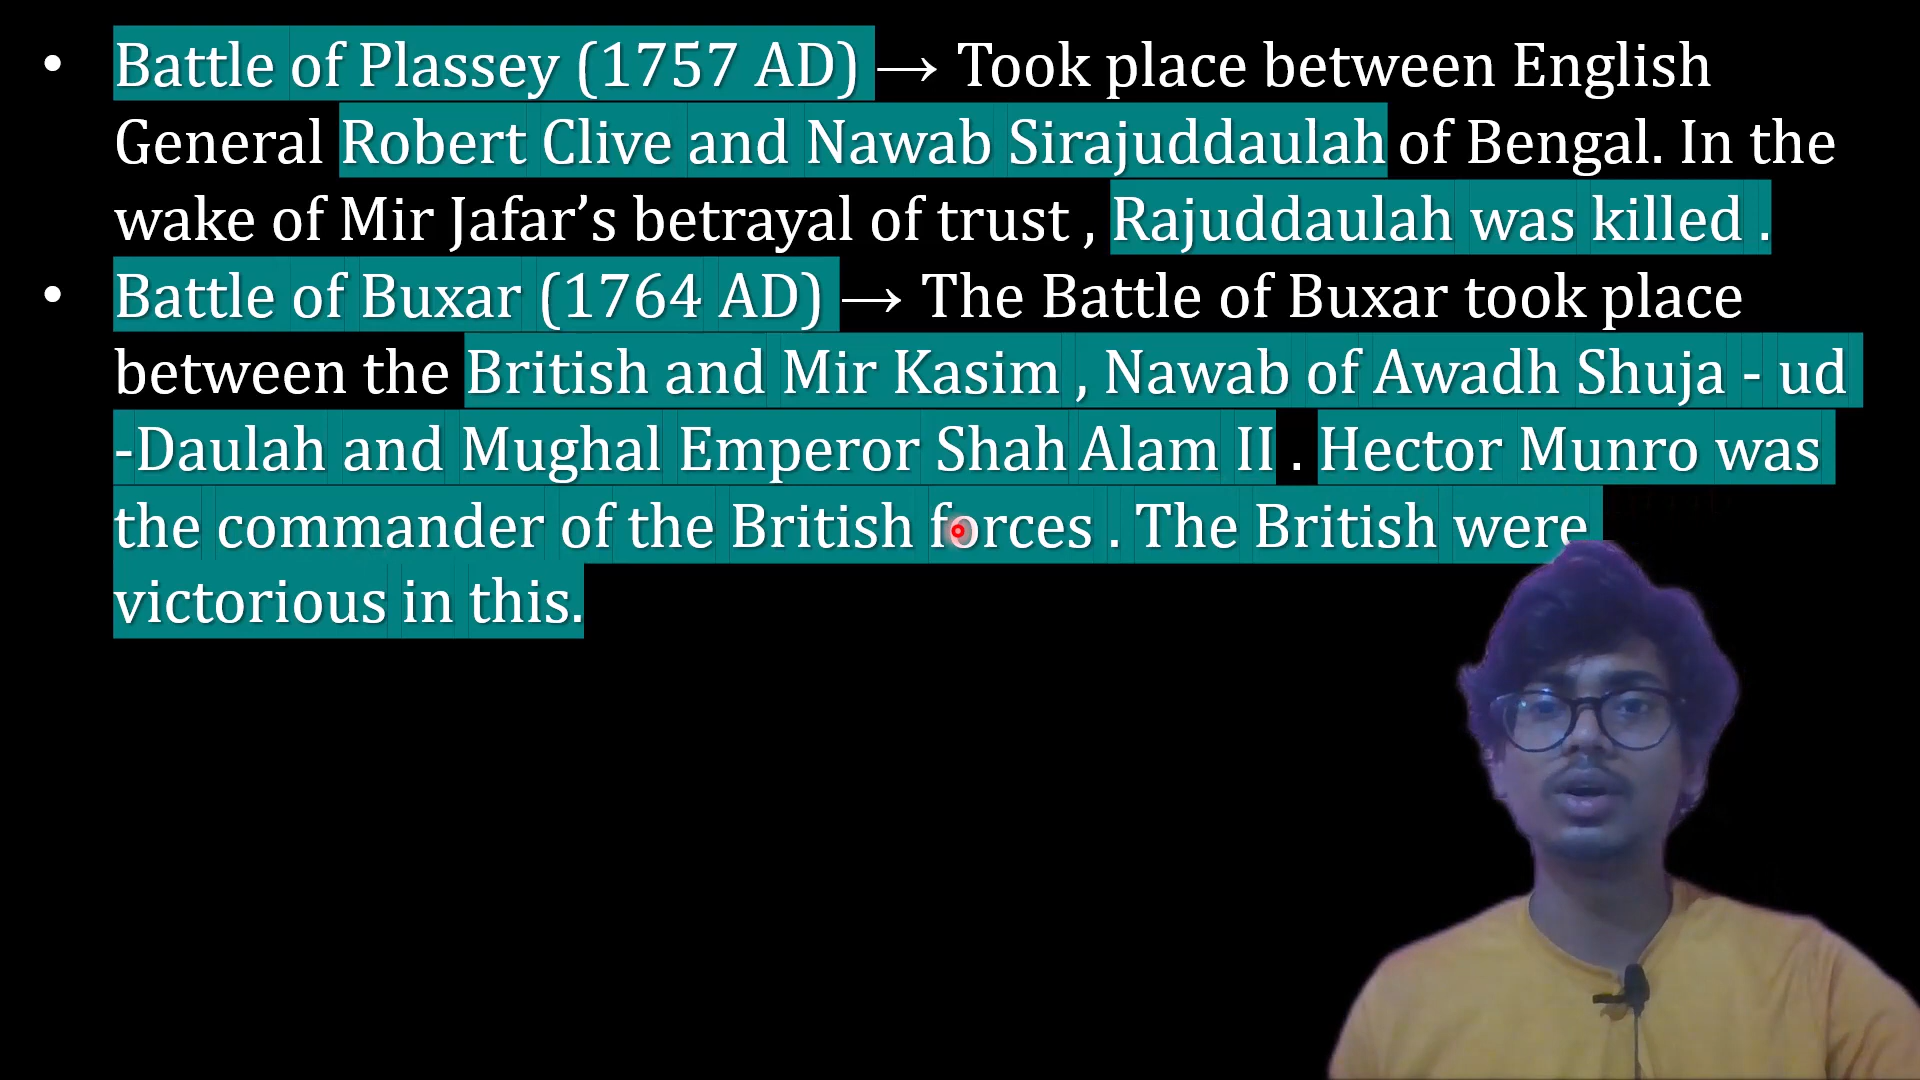 • Battle of Plassey (1757 AD) → Took place between English
General Robert Clive and Nawab Sirajuddaulah of Bengal. In the
wake of Mir Jafar’s betrayal of trust , Rajuddaulah was killed .
• Battle of Buxar (1764 AD) → The Battle of Buxar took place
between the British and Mir Kasim , Nawab of Awadh Shuja - ud
-Daulah and Mughal Emperor Shah Alam II . Hector Munro was
the commander of the British forces . The British were
victorious in this.